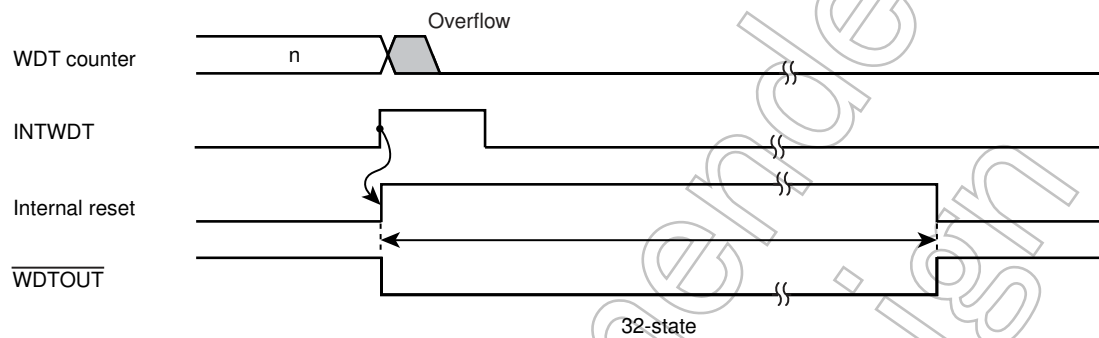 Overflow
WDT counter
n
INTWDT
Internal reset
WDTOUT
32-state